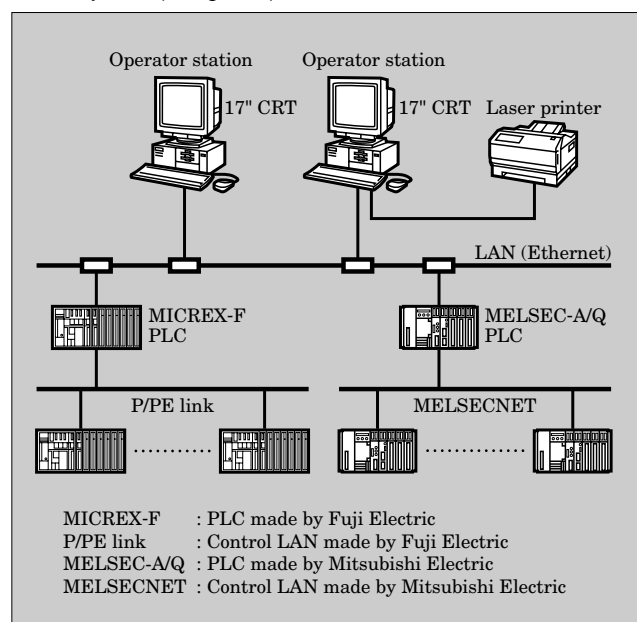 Operator station Operator station
17" CRT 17" CRT Laser printer
LAN (Ethernet)
MICREX-F
PLC
MELSEC-A/Q
PLC
P/PE link MELSECNET
MICREX-F : PLC made by Fuji Electric
P/PE link : Control LAN made by Fuji Electric
MELSEC-A/Q : PLC made by Mitsubishi Electric
MELSECNET : Control LAN made by Mitsubishi Electric